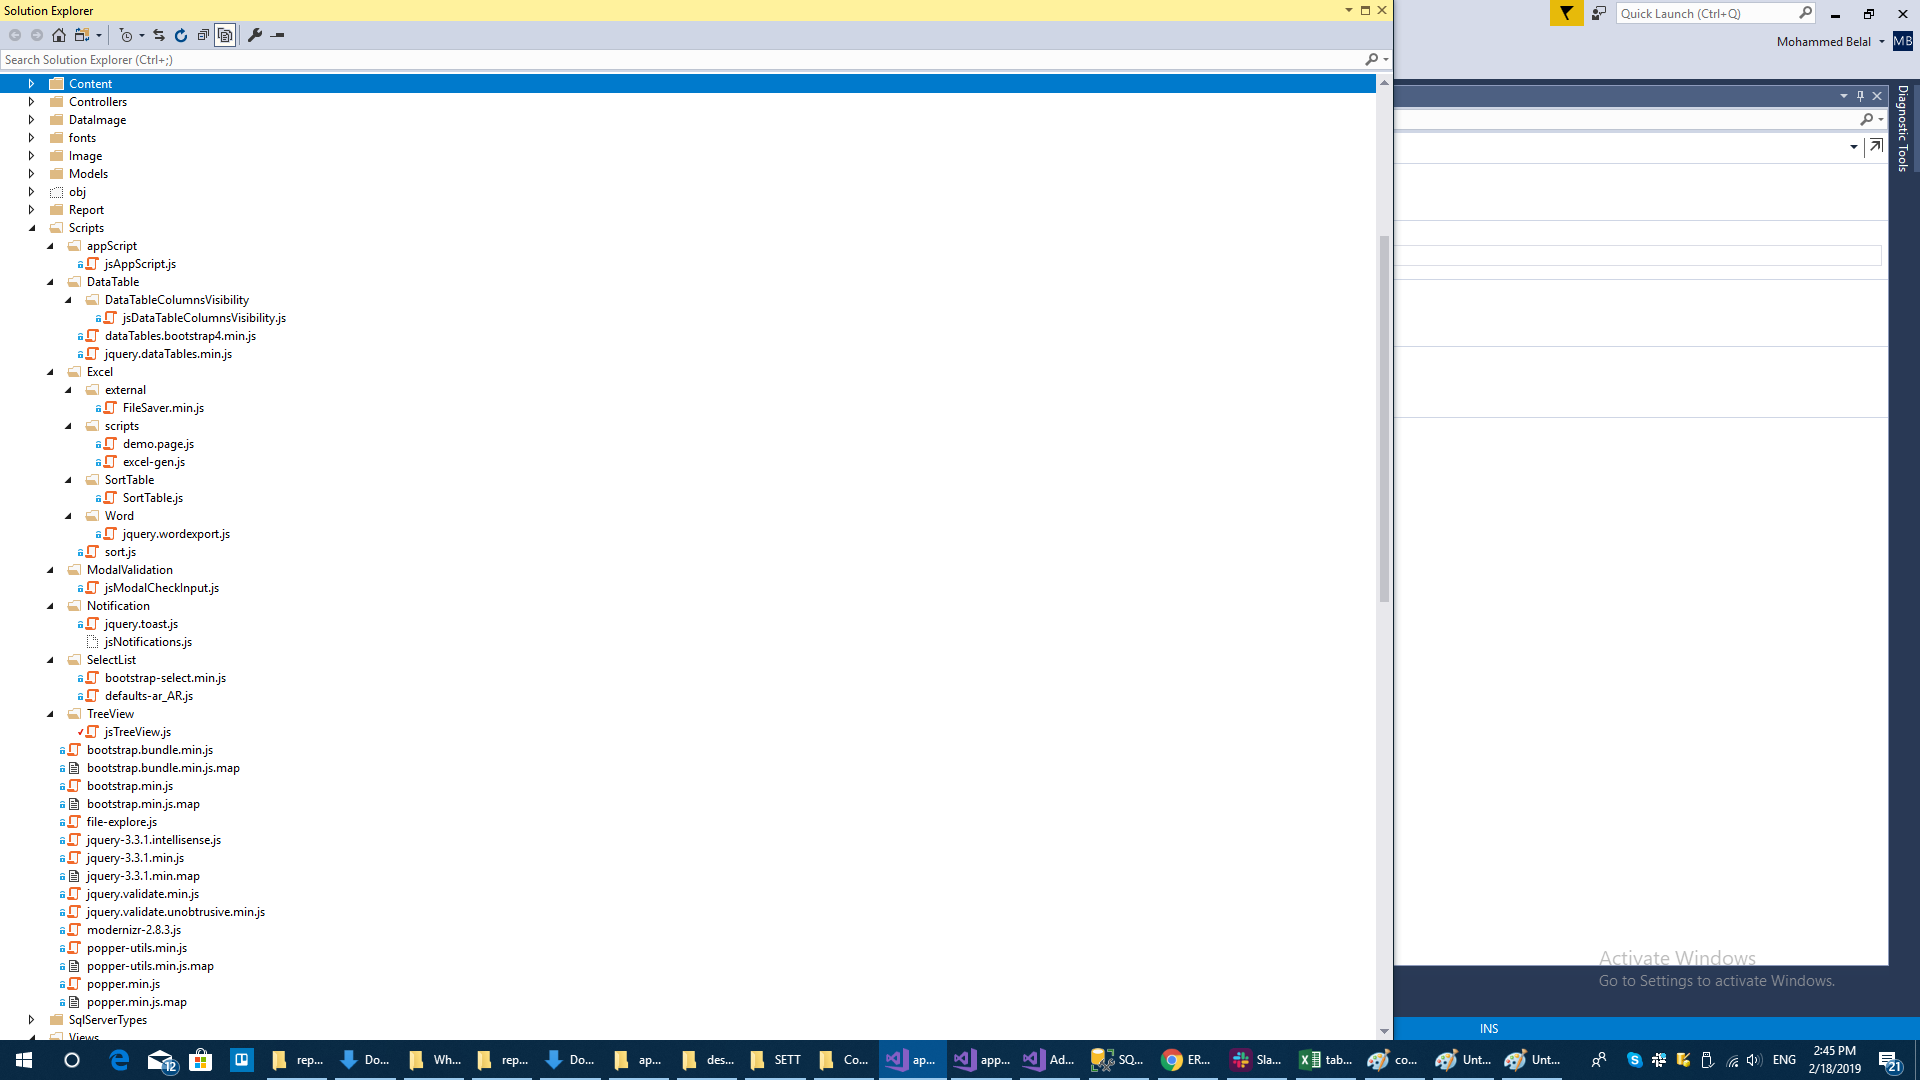 Solution Explorer
Quick Launch (Ctrl+Q)
Mohammed Belal
MB
Search Solution Explorer (Ctrl+;)
Diagnostic Tools
Content
Controllers
DataImage
fonts
Image
Models
obj
Report
Scripts
appScript
jsAppScript.js
DataTable
DataTableColumnsVisibility
jsDataTableColumnsVisibility.js
dataTables.bootstrap4.min.js
jquery.dataTables.min.js
Excel
external
FileSaver.min.js
scripts
demo.page.js
excel-gen.js
SortTable
SortTable.js
Word
jquery.wordexport.js
sort.js
ModalValidation
jsModalCheckInput.js
Notification
jquery.toast.js
jsNotifications.js
SelectList
bootstrap-select.min.js
defaults-ar_AR.js
TreeView
jsTreeView.js
bootstrap.bundle.min.js
bootstrap.bundle.min.js.map
bootstrap.min.js
bootstrap.min.js.map
file-explore.js
jquery-3.3.1.intellisense.js
jquery-3.3.1.min.js
jquery-3.3.1.min.map
jquery.validate.min.js
jquery.validate.unobtrusive.min.js
modernizr-2.8.3.js
popper-utils.min.js
popper-utils.min.js.map
popper.min.js
popper.min.js.map
SqlServerTypes
Views
Activate Windows
Go to Settings to activate Windows.
INS
12
rep...
Do...
Wh...
rep...
Do...
ap...
des...
SETT
Co...
ap...
app...
Ad...
SQ...
ER...
Sla...
tab...
co...
Unt...
Unt...
ENG
2:45 PM
2/18/2019
21